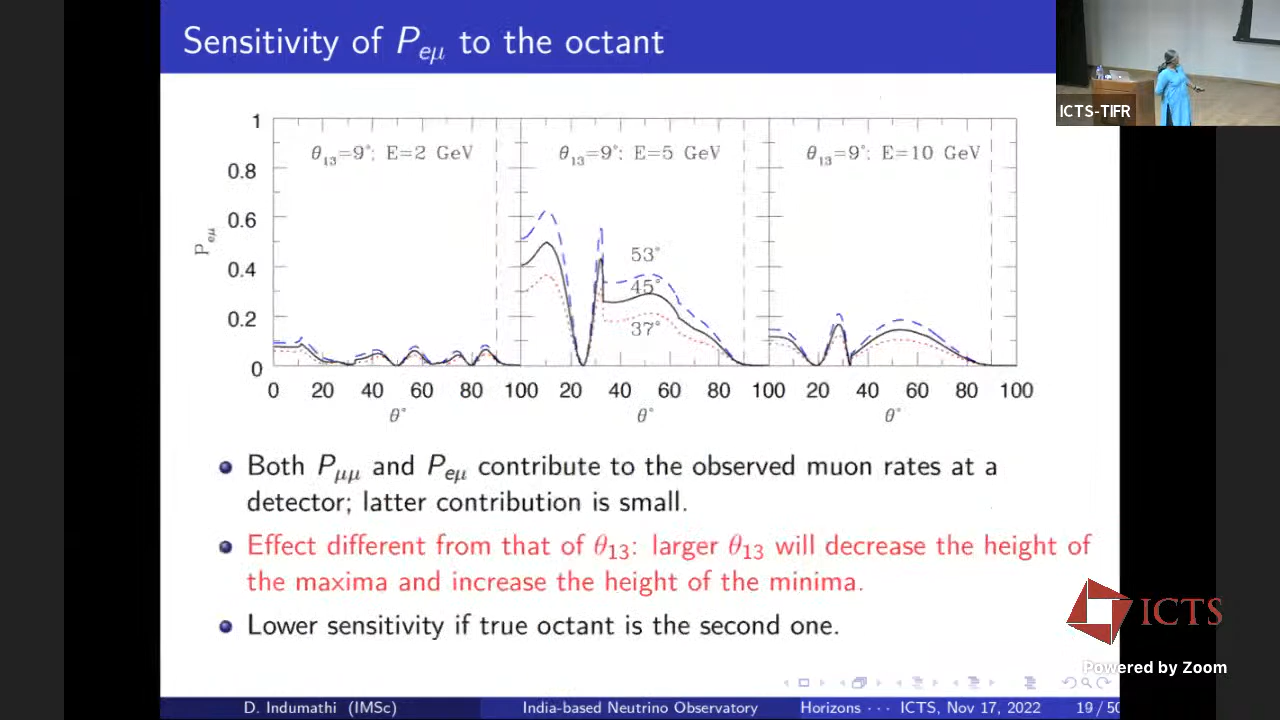 Sensitivity of Peμ to the octant
ICTS-TIFR
θ13=9°; E=2 GeV
θ13=9°; E=5 GeV
θ13=9°; E=10 GeV
1
0.8
0.6
0.4
0.2
0
Peμ
53°
45°
37°
0 20 40 60 80 100 20 40 60 80 100 20 40 60 80 100
θ° θ° θ°
Both Pμμ and Peμ contribute to the observed muon rates at a
detector; latter contribution is small.
Effect different from that of θ13: larger θ13 will decrease the height of
the maxima and increase the height of the minima.
Lower sensitivity if true octant is the second one.
ICTS
Powered by Zoom
D. Indumathi (IMSc) India-based Neutrino Observatory Horizons · · · ICTS, Nov 17, 2022 19 / 50